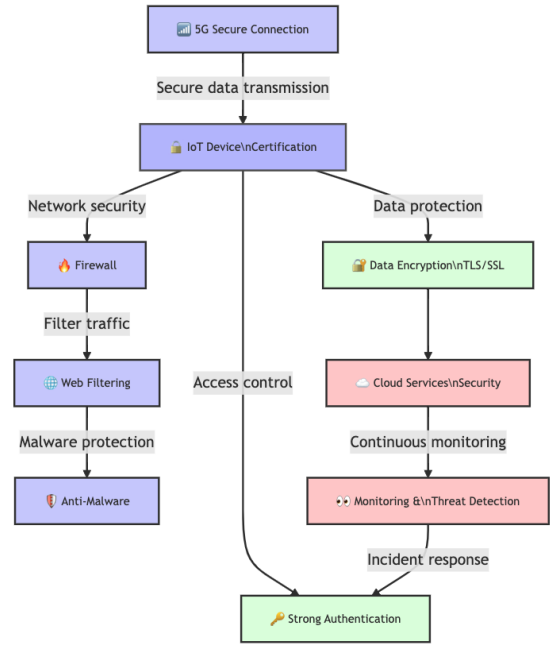 📶 5G Secure Connection
Secure data transmission
🔒 IoT Device\nCertification
Network security
Data protection
🔥 Firewall
🔐 Data Encryption\nTLS/SSL
Filter traffic
🌐 Web Filtering
Access control
☁️ Cloud Services\nSecurity
Malware protection
Continuous monitoring
🛡️ Anti-Malware
👀 Monitoring &\nThreat Detection
Incident response
🔑 Strong Authentication